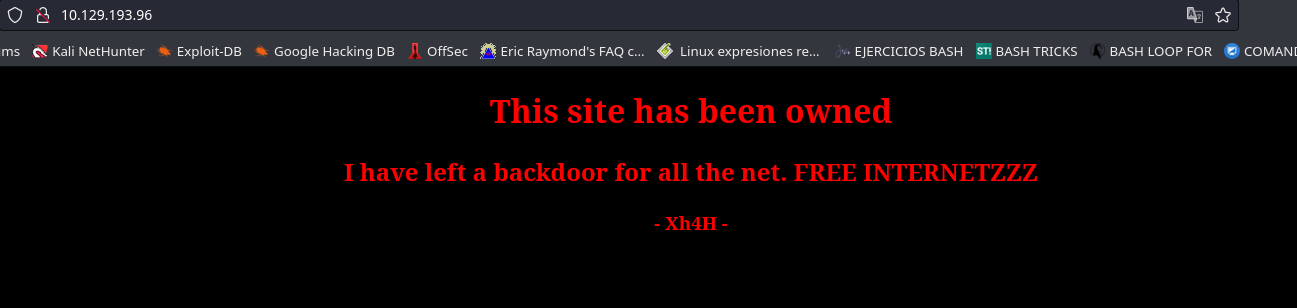 10.129.193.96
ms Kali NetHunter Exploit-DB Google Hacking DB OffSec Eric Raymond's FAQ c... Linux expresiones re... EJERCICIOS BASH ST! BASH TRICKS BASH LOOP FOR COMAND
This site has been owned
I have left a backdoor for all the net. FREE INTERNETZZZ
- Xh4H -